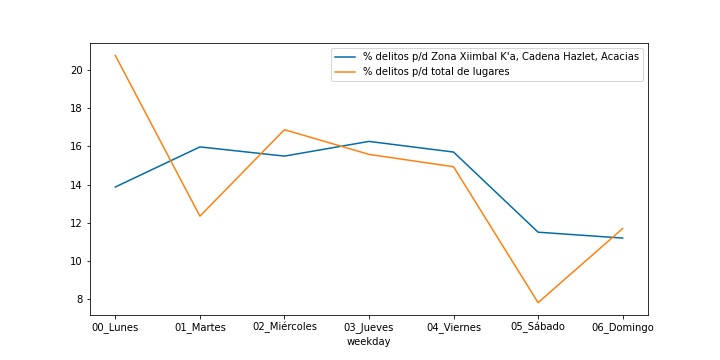 % delitos p/d Zona Xiimbal K'a, Cadena Hazlet, Acacias
% delitos p/d total de lugares
20
18
16
14
12
10
8
00_Lunes 01_Martes 02_Miércoles 03_Jueves 04_Viernes 05_Sábado 06_Domingo
weekday